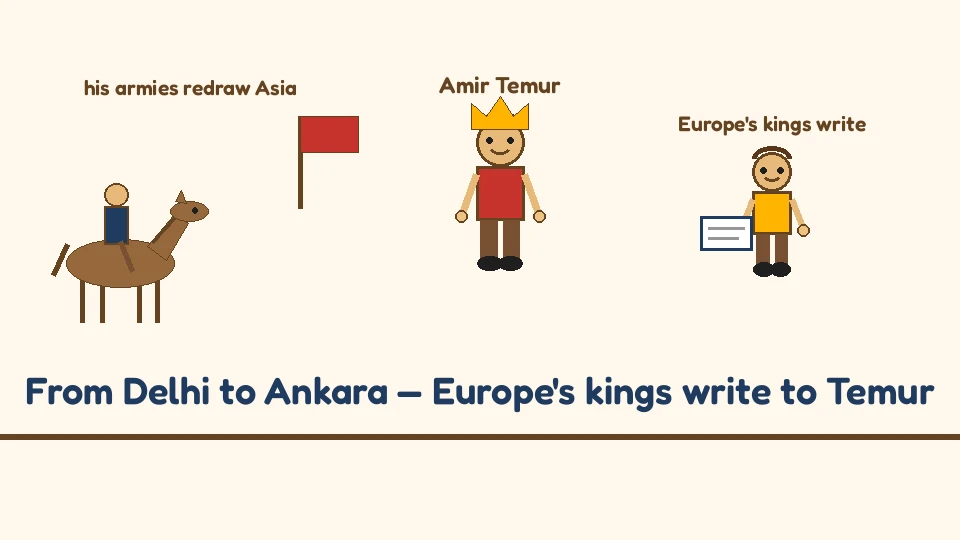 his armies redraw Asia
Amir Temur
Europe's kings write
From Delhi to Ankara — Europe's kings write to Temur